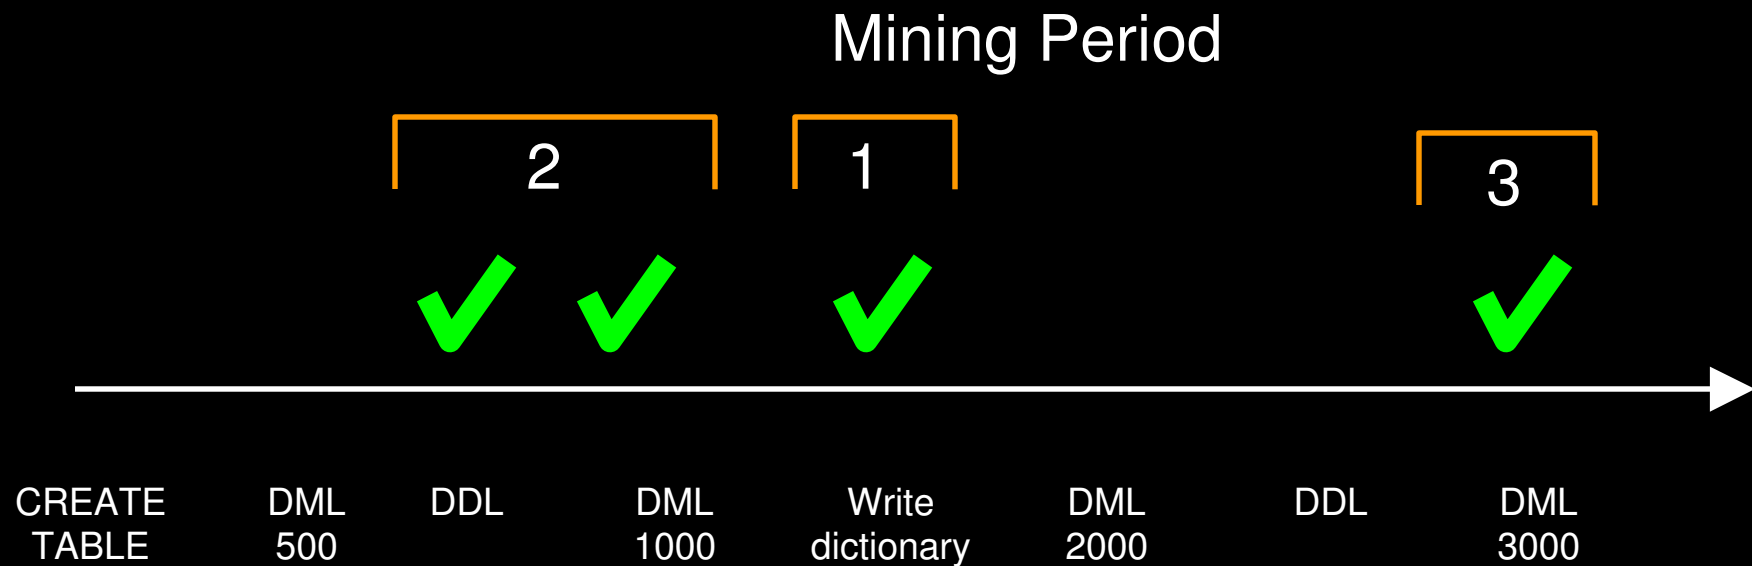 Mining Period
2
1
3
CREATE TABLE
DML 500
DDL
DML 1000
Write dictionary
DML 2000
DDL
DML 3000